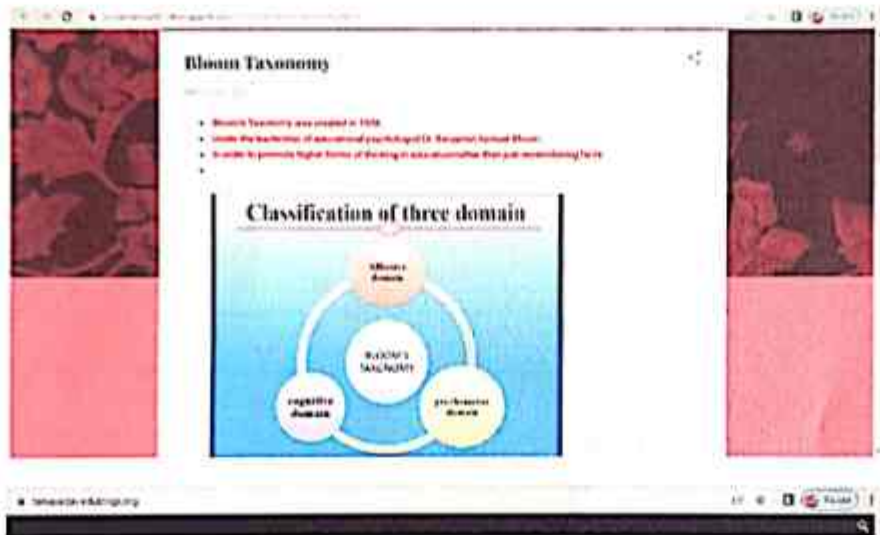 Bloom Taxonomy
Bloom's Taxonomy was created in 1956
Under the leadership of educational psychologist Dr. Benjamin Samuel Bloom
In order to promote higher forms of thinking in education rather than just remembering facts
Classification of three domain
affective
domain
BLOOM'S
TAXONOMY
cognitive
domain
psychomotor
domain